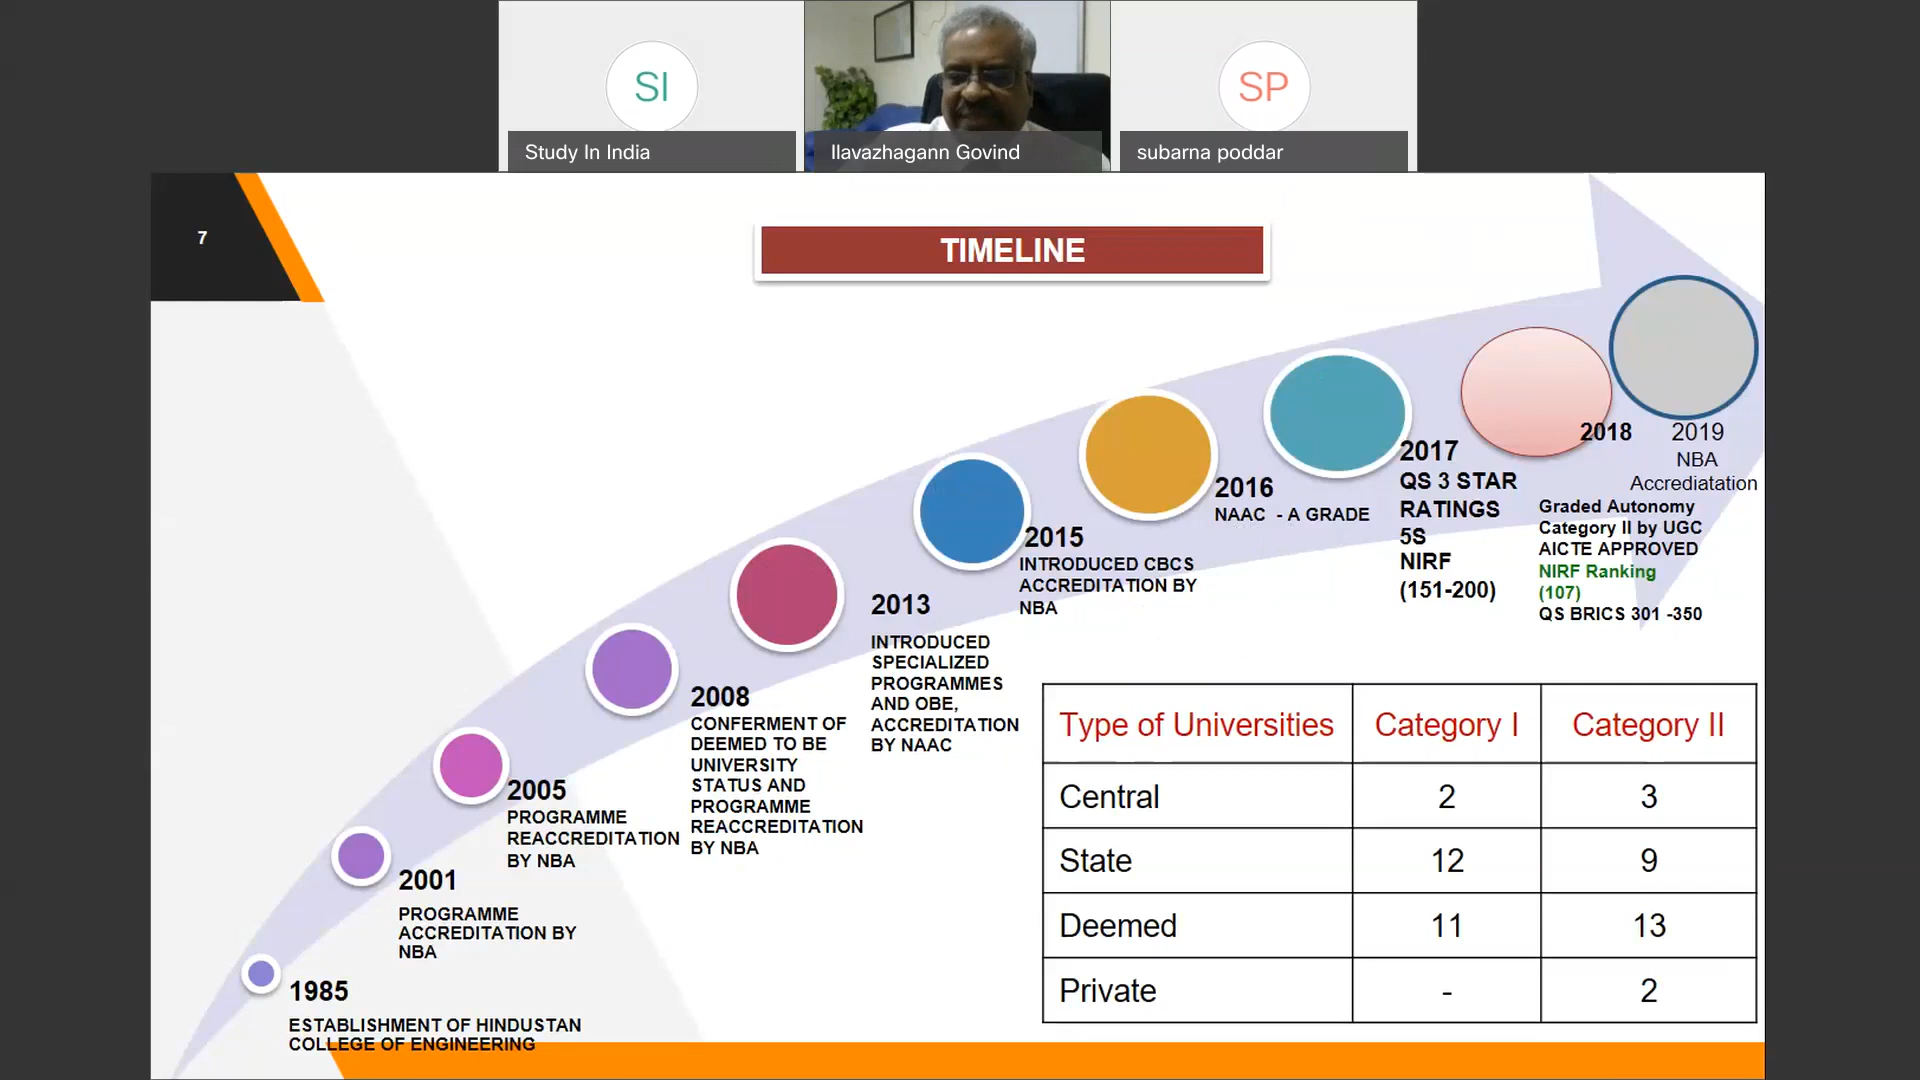 SI
SP
Study In India
Ilavazhagann Govind
subarna poddar
7
TIMELINE
1985
ESTABLISHMENT OF HINDUSTAN
COLLEGE OF ENGINEERING
2001
PROGRAMME
ACCREDITATION BY
NBA
2005
PROGRAMME
REACCREDITATION
BY NBA
2008
CONFERMENT OF
DEEMED TO BE
UNIVERSITY
STATUS AND
PROGRAMME
REACCREDITATION
BY NBA
2013
INTRODUCED
SPECIALIZED
PROGRAMMES
AND OBE,
ACCREDITATION
BY NAAC
2015
INTRODUCED CBCS
ACCREDITATION BY
NBA
2016
NAAC - A GRADE
2017
QS 3 STAR
RATINGS
5S
NIRF
(151-200)
2018
Graded Autonomy
Category II by UGC
AICTE APPROVED
NIRF Ranking
(107)
QS BRICS 301 -350
2019
NBA
Accrediatation
Type of Universities Category I Category II
Central 2 3
State 12 9
Deemed 11 13
Private - 2